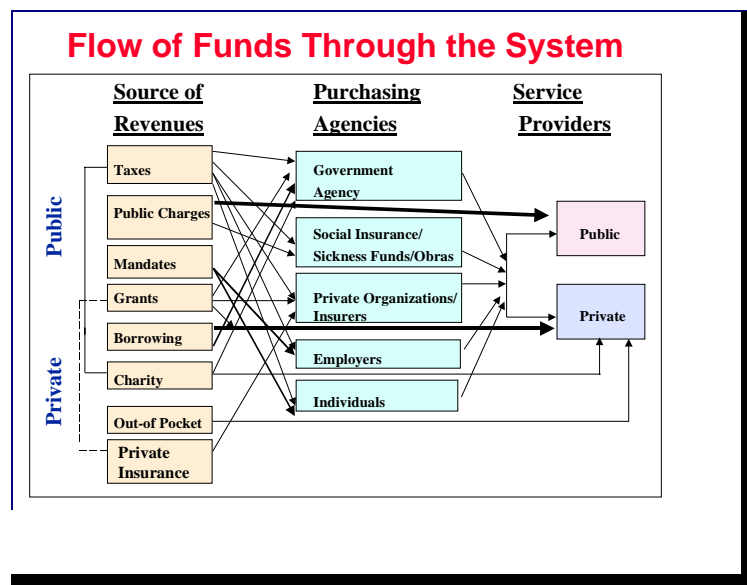 Flow of Funds Through the System
Source of
Revenues
Purchasing
Agencies
Service
Providers
Public
Private
Taxes
Public Charges
Mandates
Grants
Borrowing
Charity
Out-of Pocket
Private
Insurance
Government
Agency
Social Insurance/
Sickness Funds/Obras
Private Organizations/
Insurers
Employers
Individuals
Public
Private